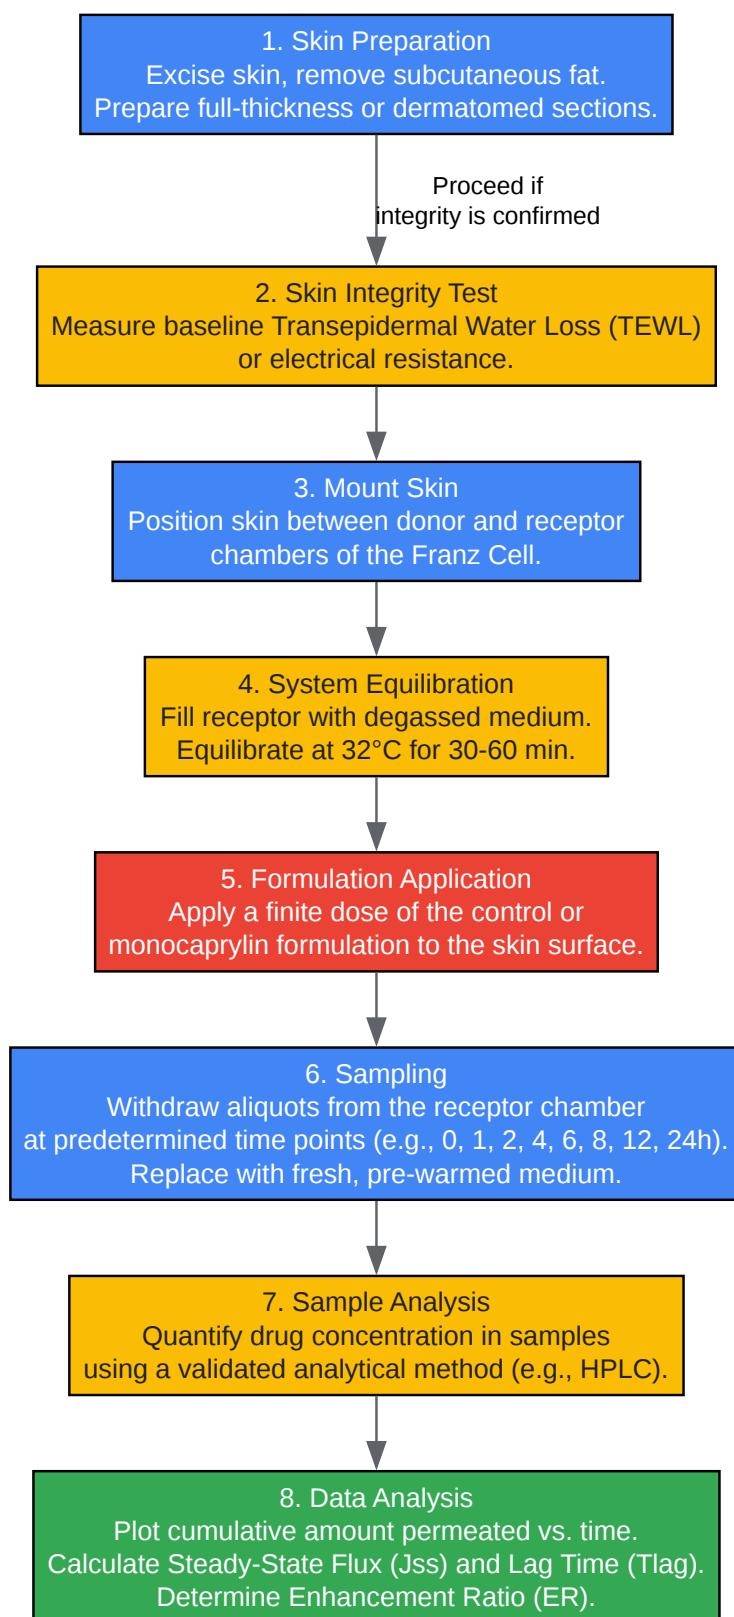 1. Skin Preparation
Excise skin, remove subcutaneous fat.
Prepare full-thickness or dermatomed sections.
Proceed if
integrity is confirmed
2. Skin Integrity Test
Measure baseline Transepidermal Water Loss (TEWL)
or electrical resistance.
3. Mount Skin
Position skin between donor and receptor
chambers of the Franz Cell.
4. System Equilibration
Fill receptor with degassed medium.
Equilibrate at 32°C for 30-60 min.
5. Formulation Application
Apply a finite dose of the control or
monocaprylin formulation to the skin surface.
6. Sampling
Withdraw aliquots from the receptor chamber
at predetermined time points (e.g., 0, 1, 2, 4, 6, 8, 12, 24h).
Replace with fresh, pre-warmed medium.
7. Sample Analysis
Quantify drug concentration in samples
using a validated analytical method (e.g., HPLC).
8. Data Analysis
Plot cumulative amount permeated vs. time.
Calculate Steady-State Flux (Jss) and Lag Time (Tlag).
Determine Enhancement Ratio (ER).